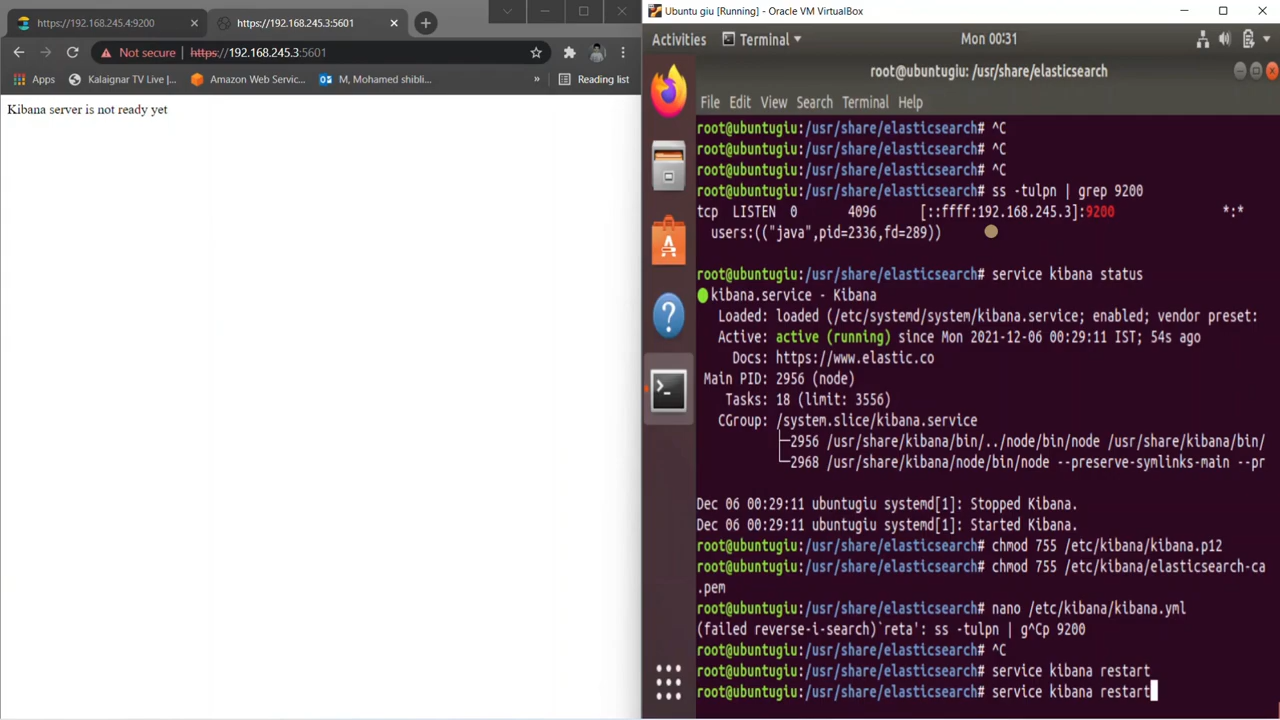 https://192.168.245.4:9200
https://192.168.245.3:5601
Not secure
https://192.168.245.3:5601
Apps
Kalaignar TV Live |...
Amazon Web Servic...
M, Mohamed shibli...
»
Reading list
Kibana server is not ready yet
Ubuntu giu [Running] - Oracle VM VirtualBox
Activities
Terminal
Mon 00:31
root@ubuntugiu: /usr/share/elasticsearch
File Edit View Search Terminal Help
root@ubuntugiu:/usr/share/elasticsearch# ^C
root@ubuntugiu:/usr/share/elasticsearch# ^C
root@ubuntugiu:/usr/share/elasticsearch# ^C
root@ubuntugiu:/usr/share/elasticsearch# ss -tulpn | grep 9200
tcp LISTEN 0 4096 [::ffff:192.168.245.3]:9200 *:*
users:(("java",pid=2336,fd=289))
root@ubuntugiu:/usr/share/elasticsearch# service kibana status
kibana.service - Kibana
Loaded: loaded (/etc/systemd/system/kibana.service; enabled; vendor preset:
Active: active (running) since Mon 2021-12-06 00:29:11 IST; 54s ago
Docs: https://www.elastic.co
Main PID: 2956 (node)
Tasks: 18 (limit: 3556)
CGroup: /system.slice/kibana.service
├─2956 /usr/share/kibana/bin/../node/bin/node /usr/share/kibana/bin/
└─2968 /usr/share/kibana/node/bin/node --preserve-symlinks-main --pr
Dec 06 00:29:11 ubuntugiu systemd[1]: Stopped Kibana.
Dec 06 00:29:11 ubuntugiu systemd[1]: Started Kibana.
root@ubuntugiu:/usr/share/elasticsearch# chmod 755 /etc/kibana/kibana.p12
root@ubuntugiu:/usr/share/elasticsearch# chmod 755 /etc/kibana/elasticsearch-ca
.pem
root@ubuntugiu:/usr/share/elasticsearch# nano /etc/kibana/kibana.yml
(failed reverse-i-search)`reta': ss -tulpn | g^Cp 9200
root@ubuntugiu:/usr/share/elasticsearch# ^C
root@ubuntugiu:/usr/share/elasticsearch# service kibana restart
root@ubuntugiu:/usr/share/elasticsearch# service kibana restart